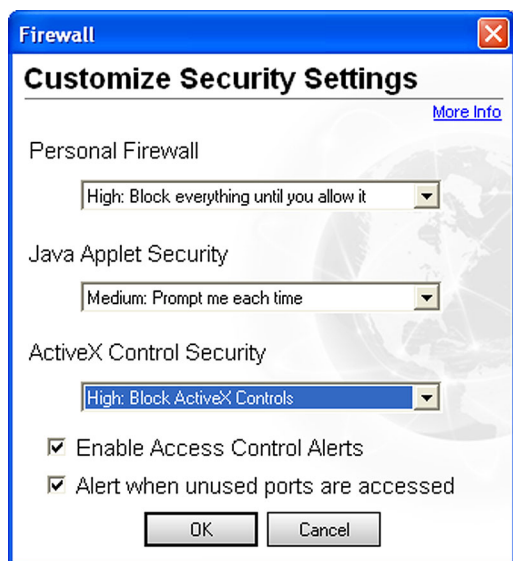 Firewall
Customize Security Settings
More Info
Personal Firewall
High: Block everything until you allow it
Java Applet Security
Medium: Prompt me each time
ActiveX Control Security
High: Block ActiveX Controls
Enable Access Control Alerts
Alert when unused ports are accessed
OK Cancel